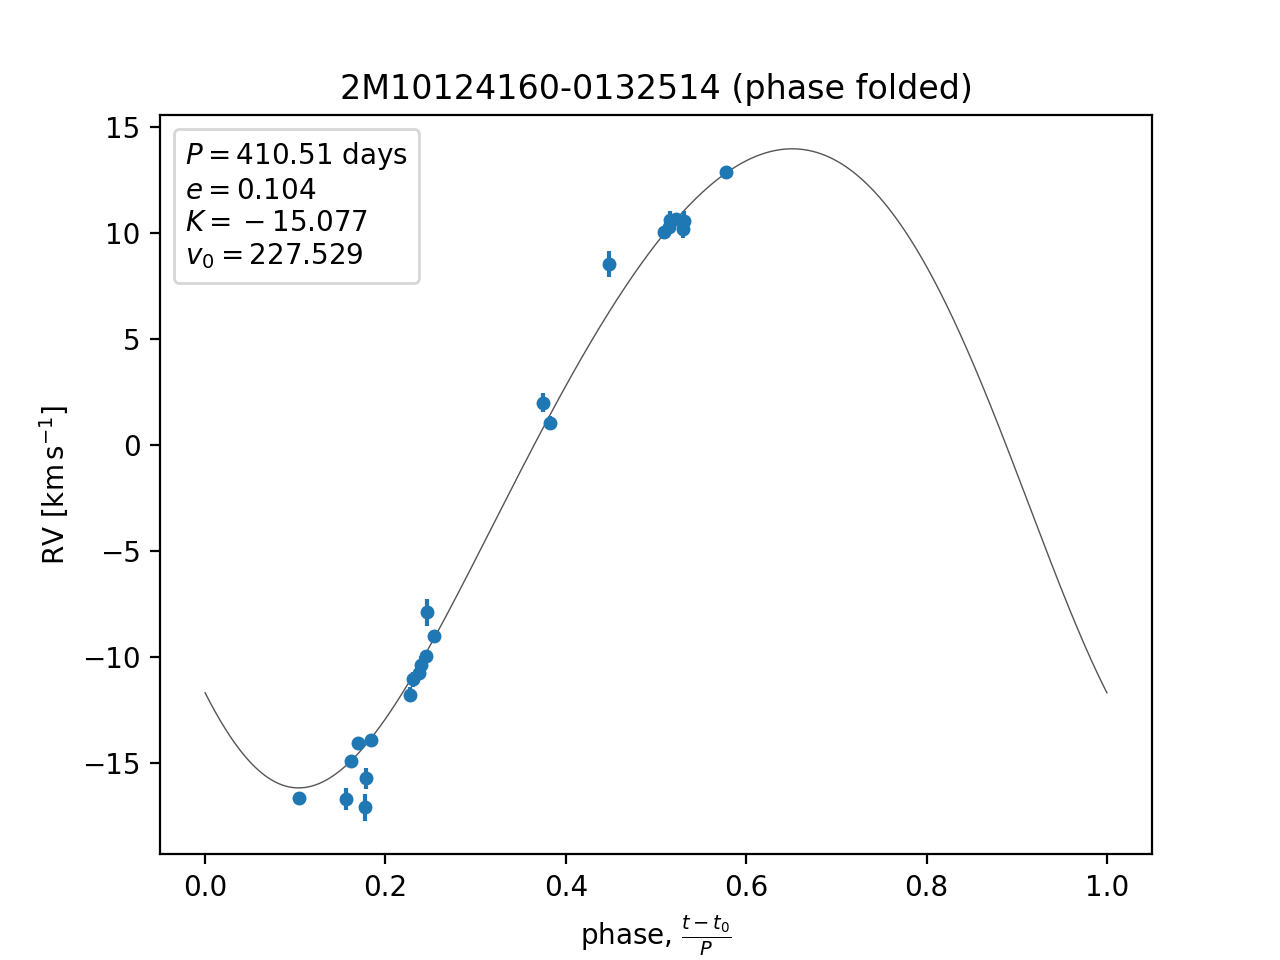 2M10124160-0132514 (phase folded)
P = 410.51 days
e = 0.104
K = −15.077
v₀ = 227.529
15
10
5
0
−5
−10
−15
RV [km s⁻¹]
0.0 0.2 0.4 0.6 0.8 1.0
phase, (t − t₀)/P